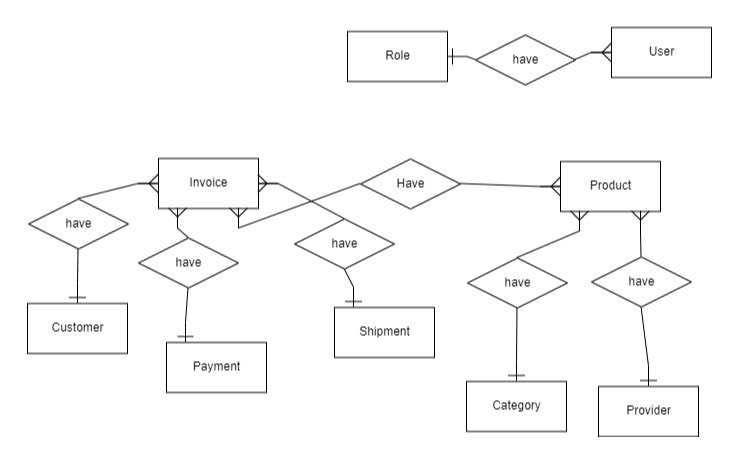 Role
have
User
Invoice
Have
Product
have
have
have
have
have
Customer
Shipment
Payment
Category
Provider